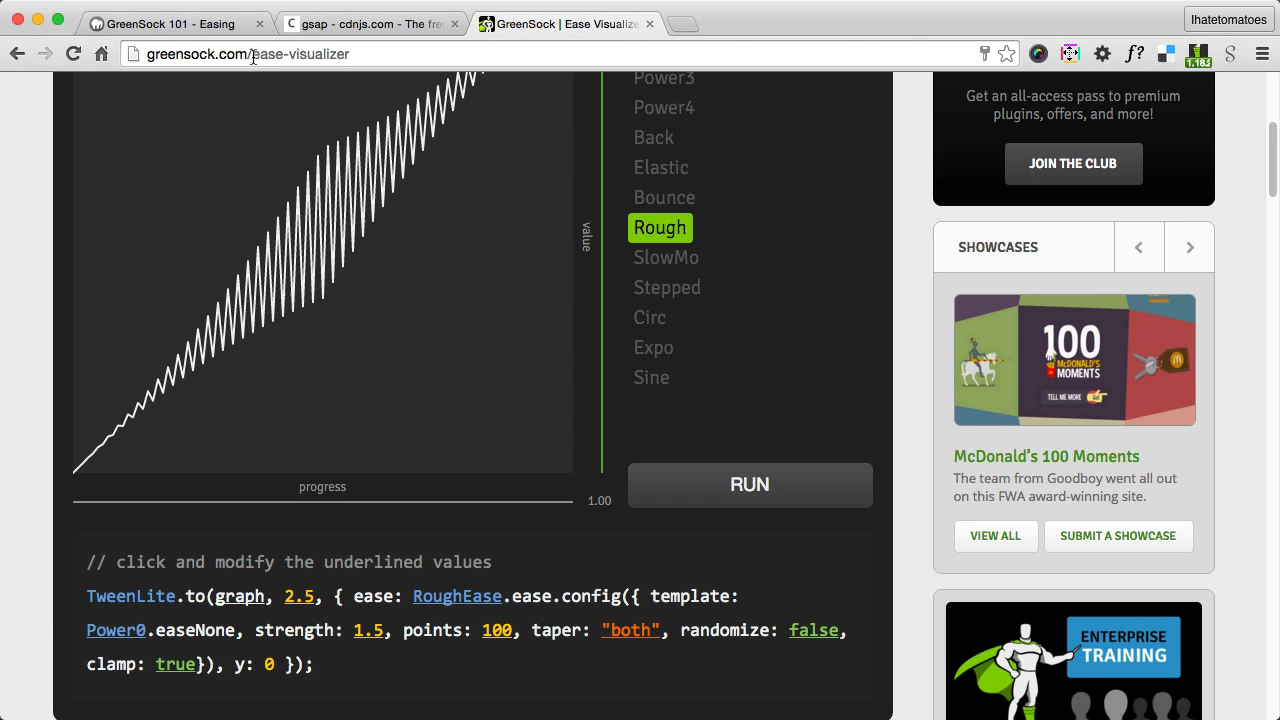 GreenSock 101 - Easing
gsap - cdnjs.com - The fre
GreenSock | Ease Visualize
Ihatetomatoes
greensock.com/ease-visualizer
f?
1.18.2
Power3
Power4
Back
Elastic
Bounce
Rough
SlowMo
Stepped
Circ
Expo
Sine
value
progress
1.00
RUN
// click and modify the underlined values
TweenLite.to(graph, 2.5, { ease: RoughEase.ease.config({ template:
Power0.easeNone, strength: 1.5, points: 100, taper: "both", randomize: false,
clamp: true}), y: 0 });
Get an all-access pass to premium
plugins, offers, and more!
JOIN THE CLUB
SHOWCASES
100
McDONALD'S
MOMENTS
TELL ME MORE
McDonald's 100 Moments
The team from Goodboy went all out
on this FWA award-winning site.
VIEW ALL
SUBMIT A SHOWCASE
ENTERPRISE
TRAINING